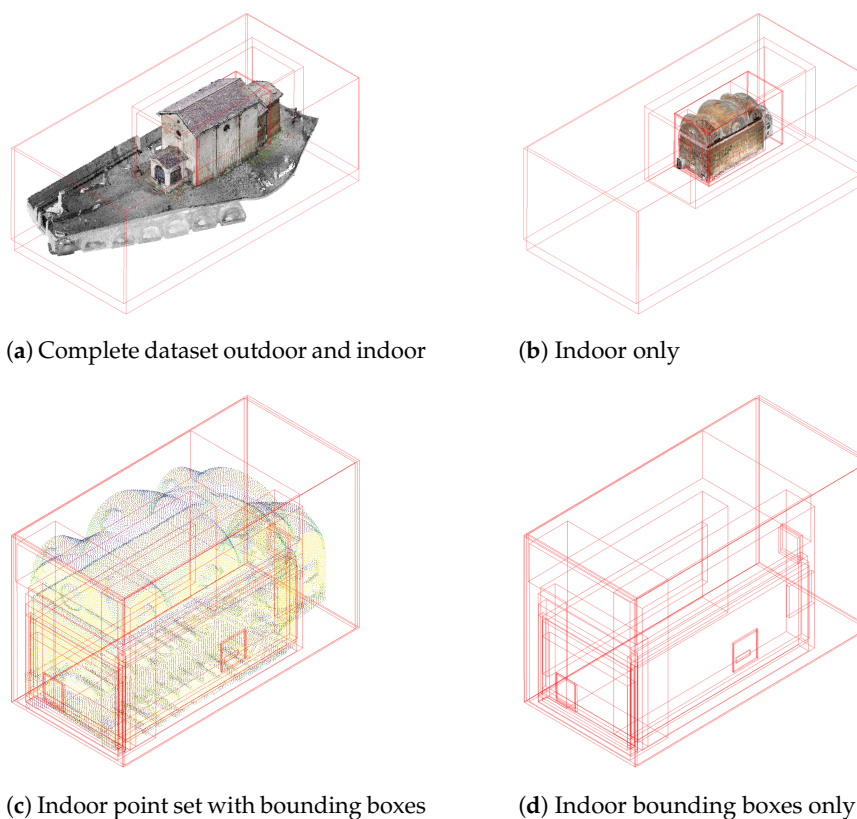 (a) Complete dataset outdoor and indoor
(b) Indoor only
(c) Indoor point set with bounding boxes
(d) Indoor bounding boxes only